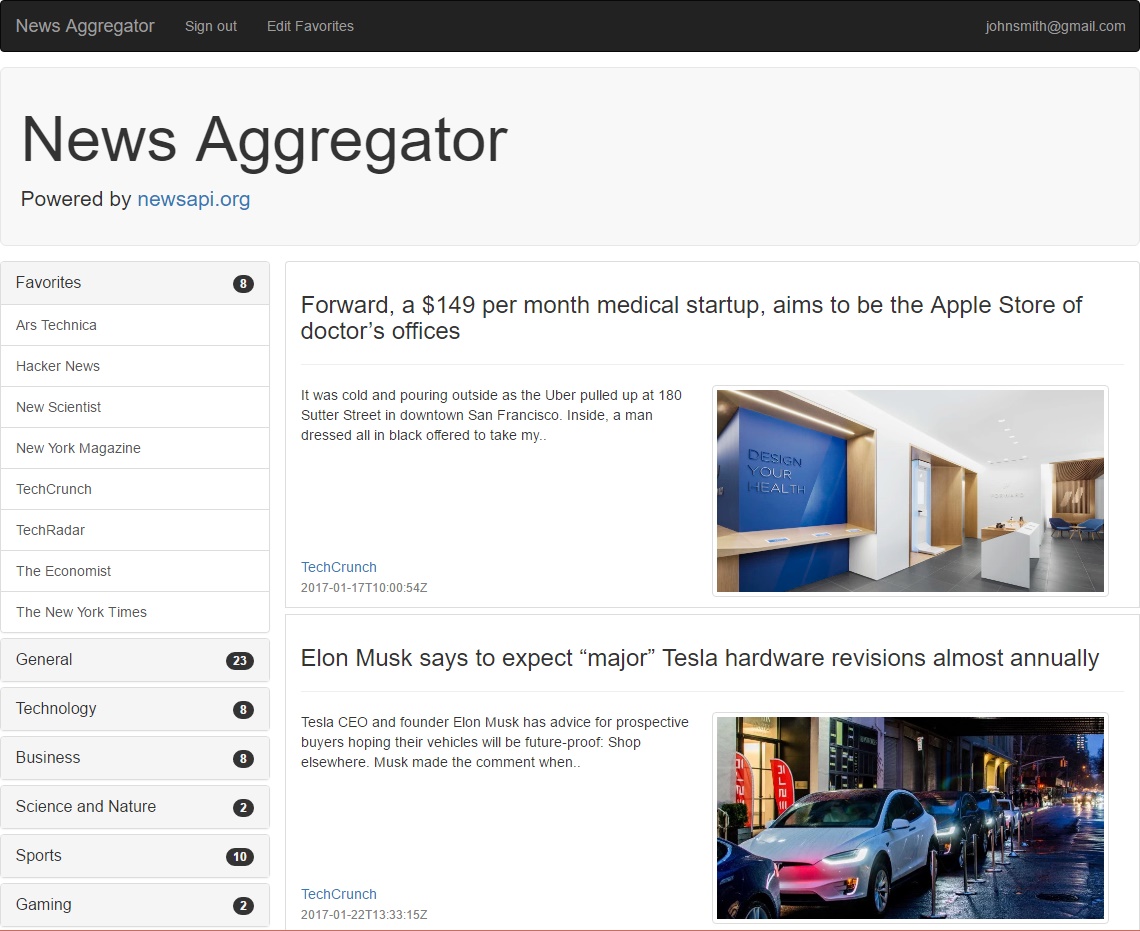 News Aggregator
Sign out
Edit Favorites
johnsmith@gmail.com
News Aggregator
Powered by newsapi.org
Favorites
8
Ars Technica
Hacker News
New Scientist
New York Magazine
TechCrunch
TechRadar
The Economist
The New York Times
General
23
Technology
8
Business
8
Science and Nature
2
Sports
10
Gaming
2
Forward, a $149 per month medical startup, aims to be the Apple Store of
doctor’s offices
It was cold and pouring outside as the Uber pulled up at 180
Sutter Street in downtown San Francisco. Inside, a man
dressed all in black offered to take my..
DESIGN
YOUR
HEALTH
FORWARD
TechCrunch
2017-01-17T10:00:54Z
Elon Musk says to expect “major” Tesla hardware revisions almost annually
Tesla CEO and founder Elon Musk has advice for prospective
buyers hoping their vehicles will be future-proof: Shop
elsewhere. Musk made the comment when..
TechCrunch
2017-01-22T13:33:15Z